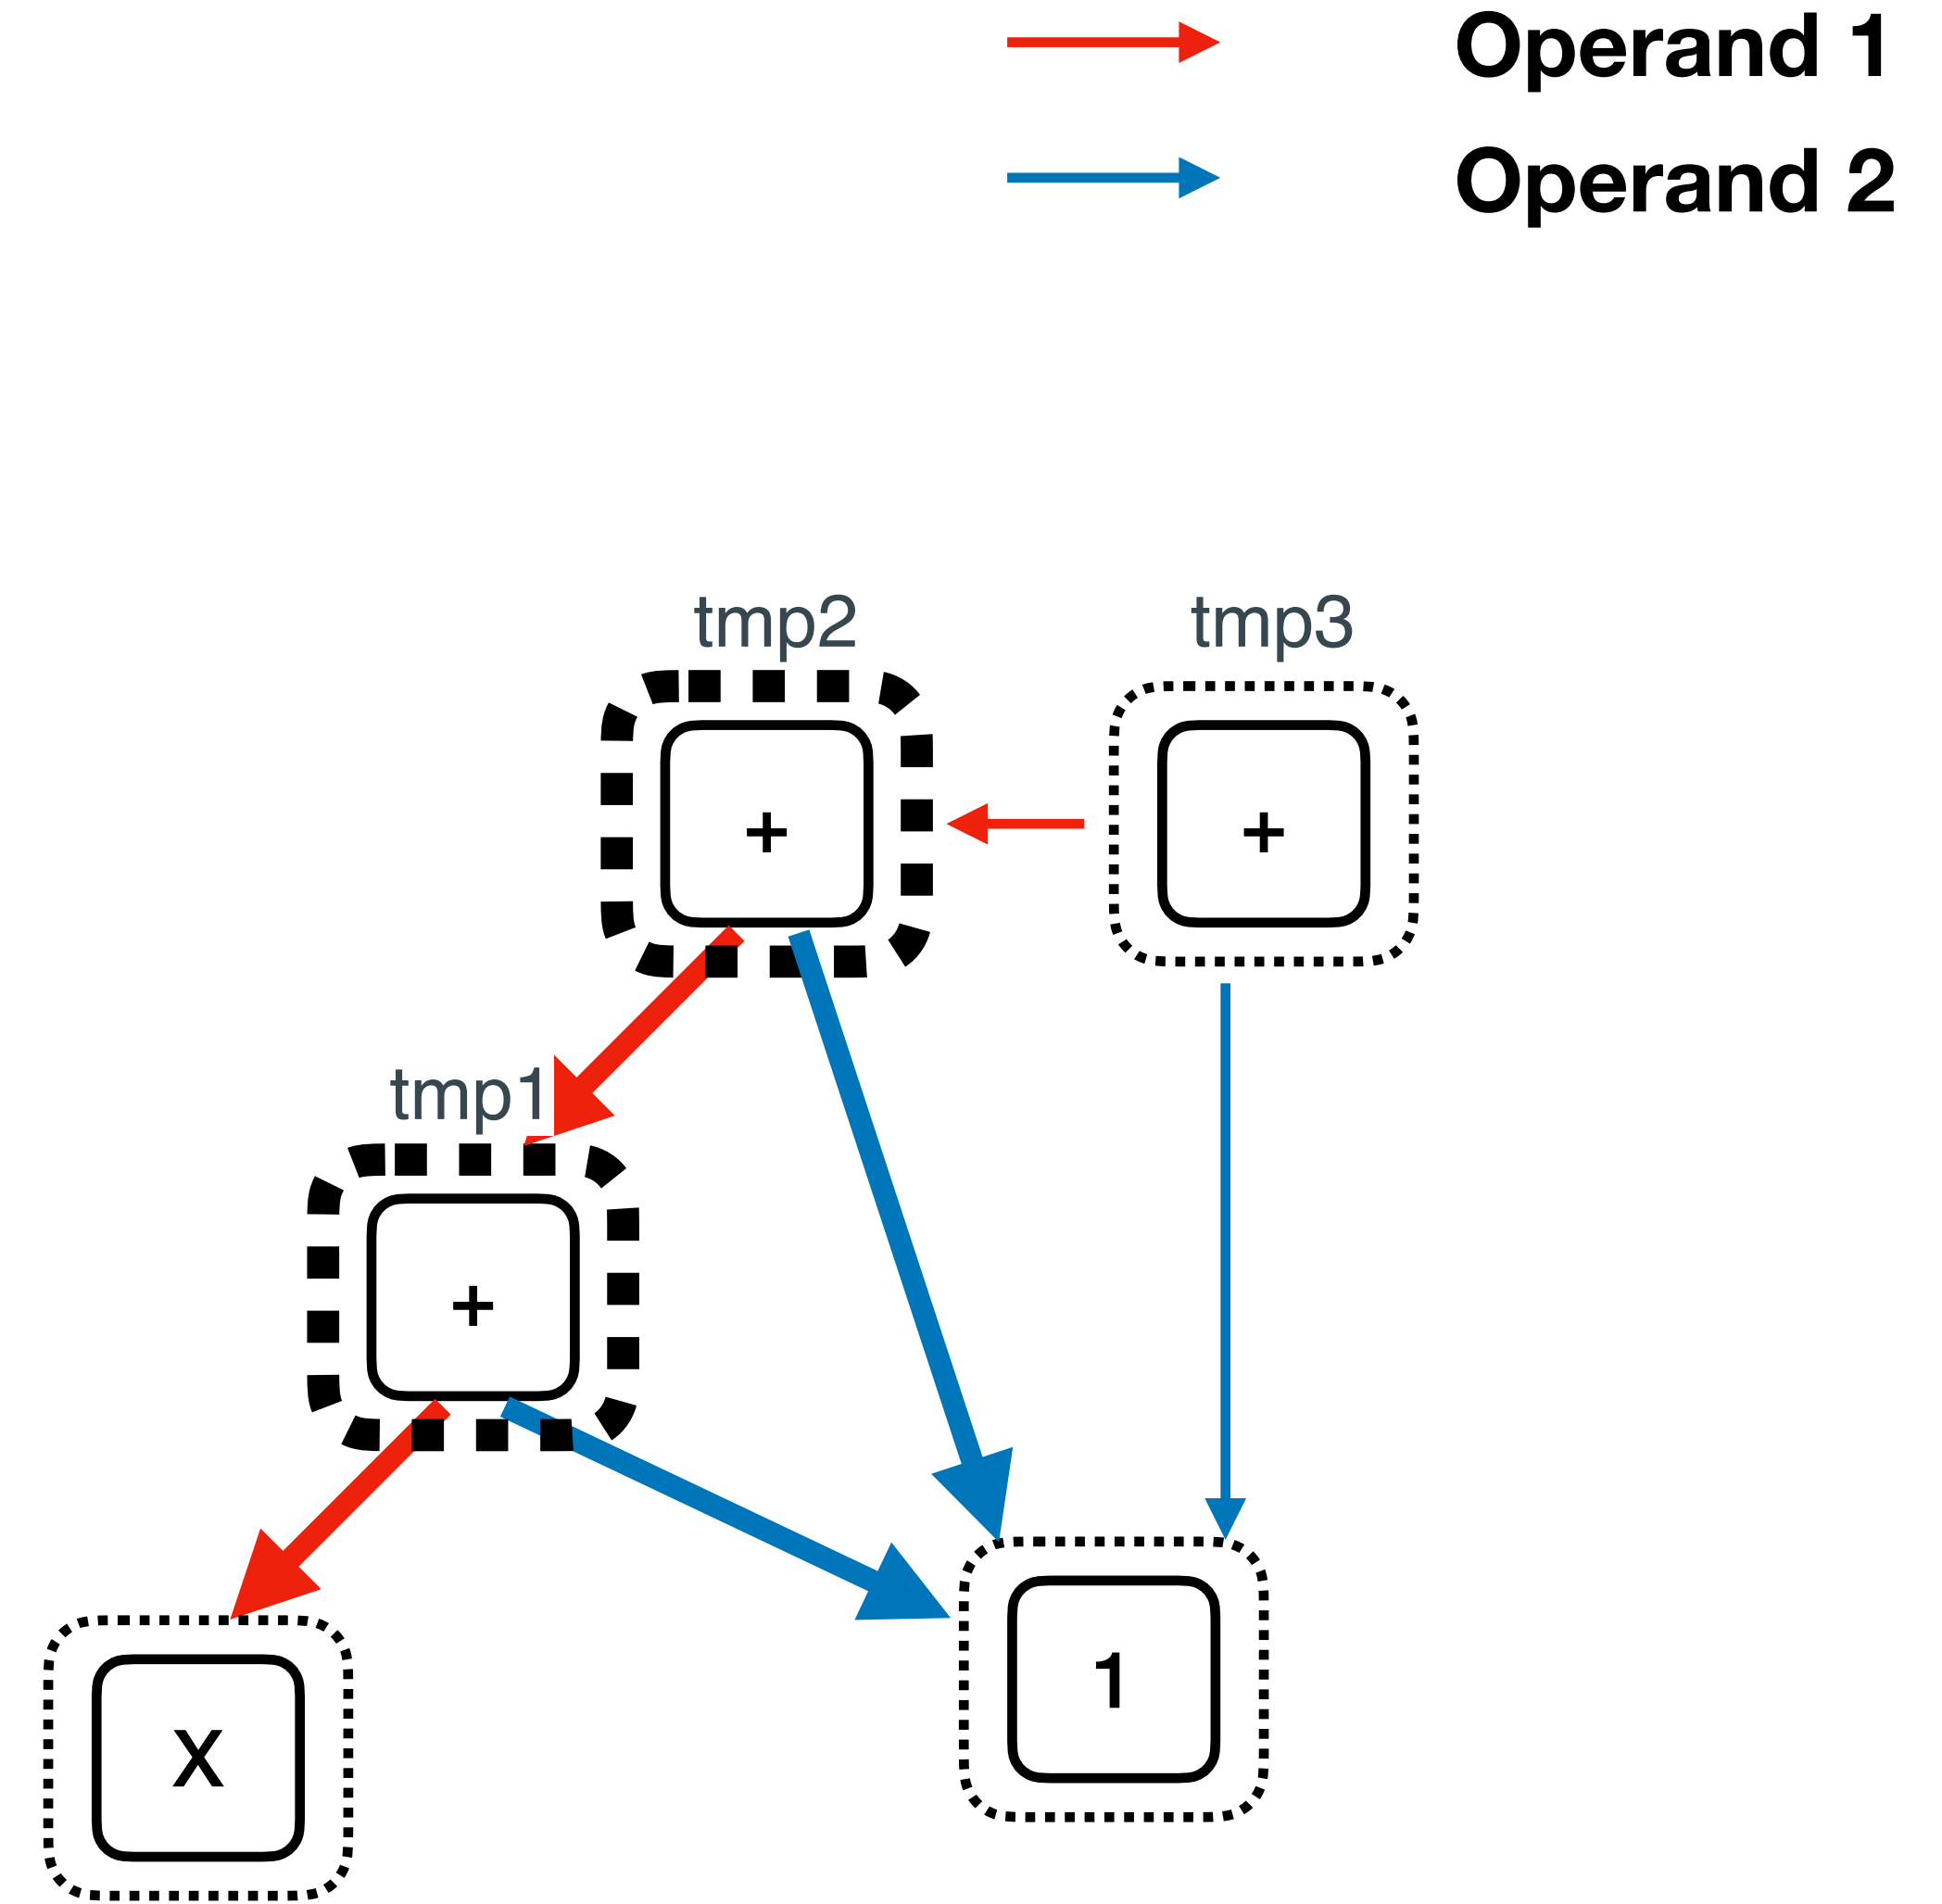 Operand 1
Operand 2
tmp2
tmp3
+
+
tmp1
+
1
X